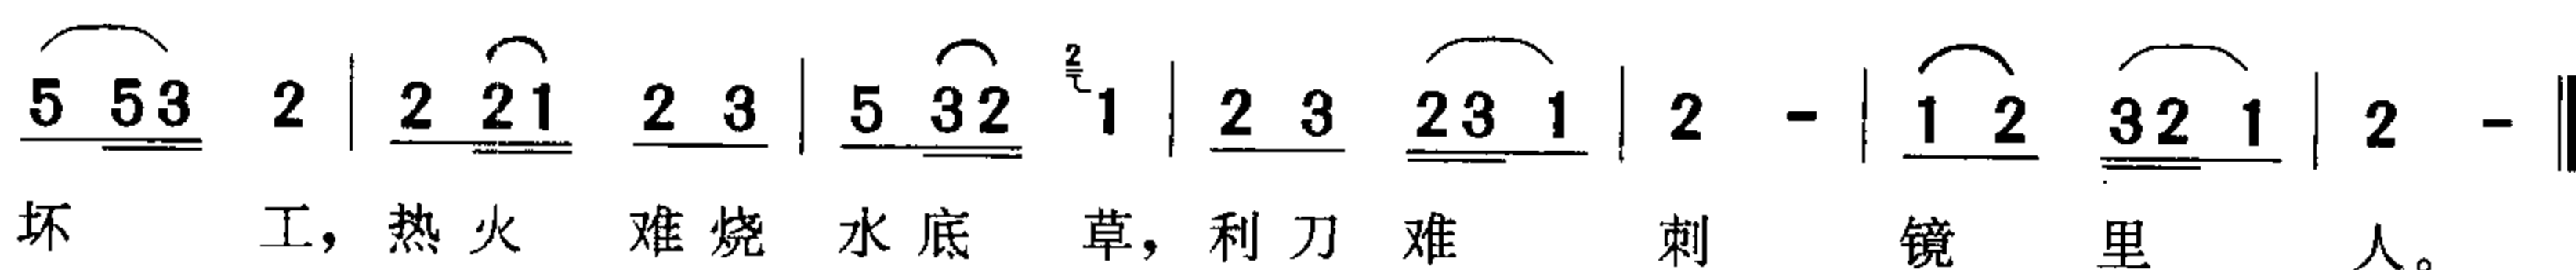 5 53 2 | 2 21 2 3 | 5 32 2 1 | 2 3 23 1 | 2 - | 1 2 32 1 | 2 - ‖
坏 工，热火 难烧 水底 草，利刀难 刺 镜 里 人。